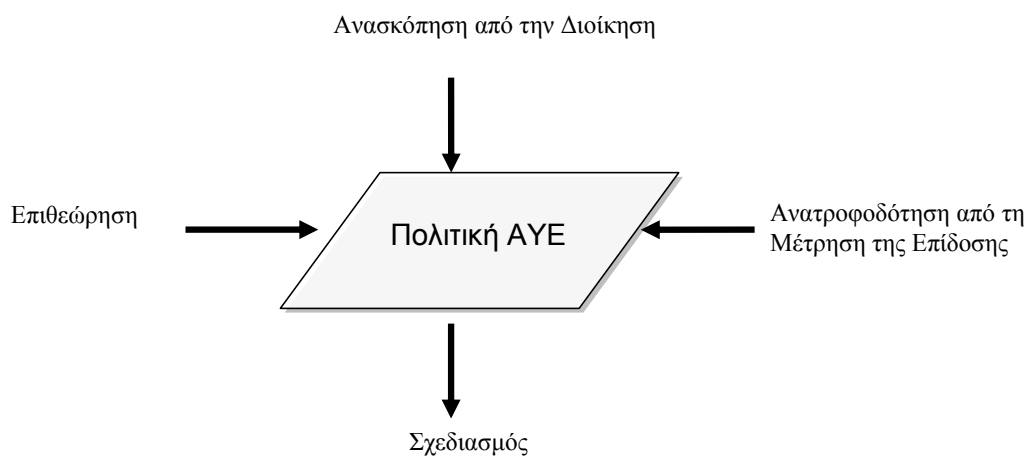 Ανασκόπηση από την Διοίκηση
Επιθεώρηση
Πολιτική ΑΥΕ
Ανατροφοδότηση από τη
Μέτρηση της Επίδοσης
Σχεδιασμός